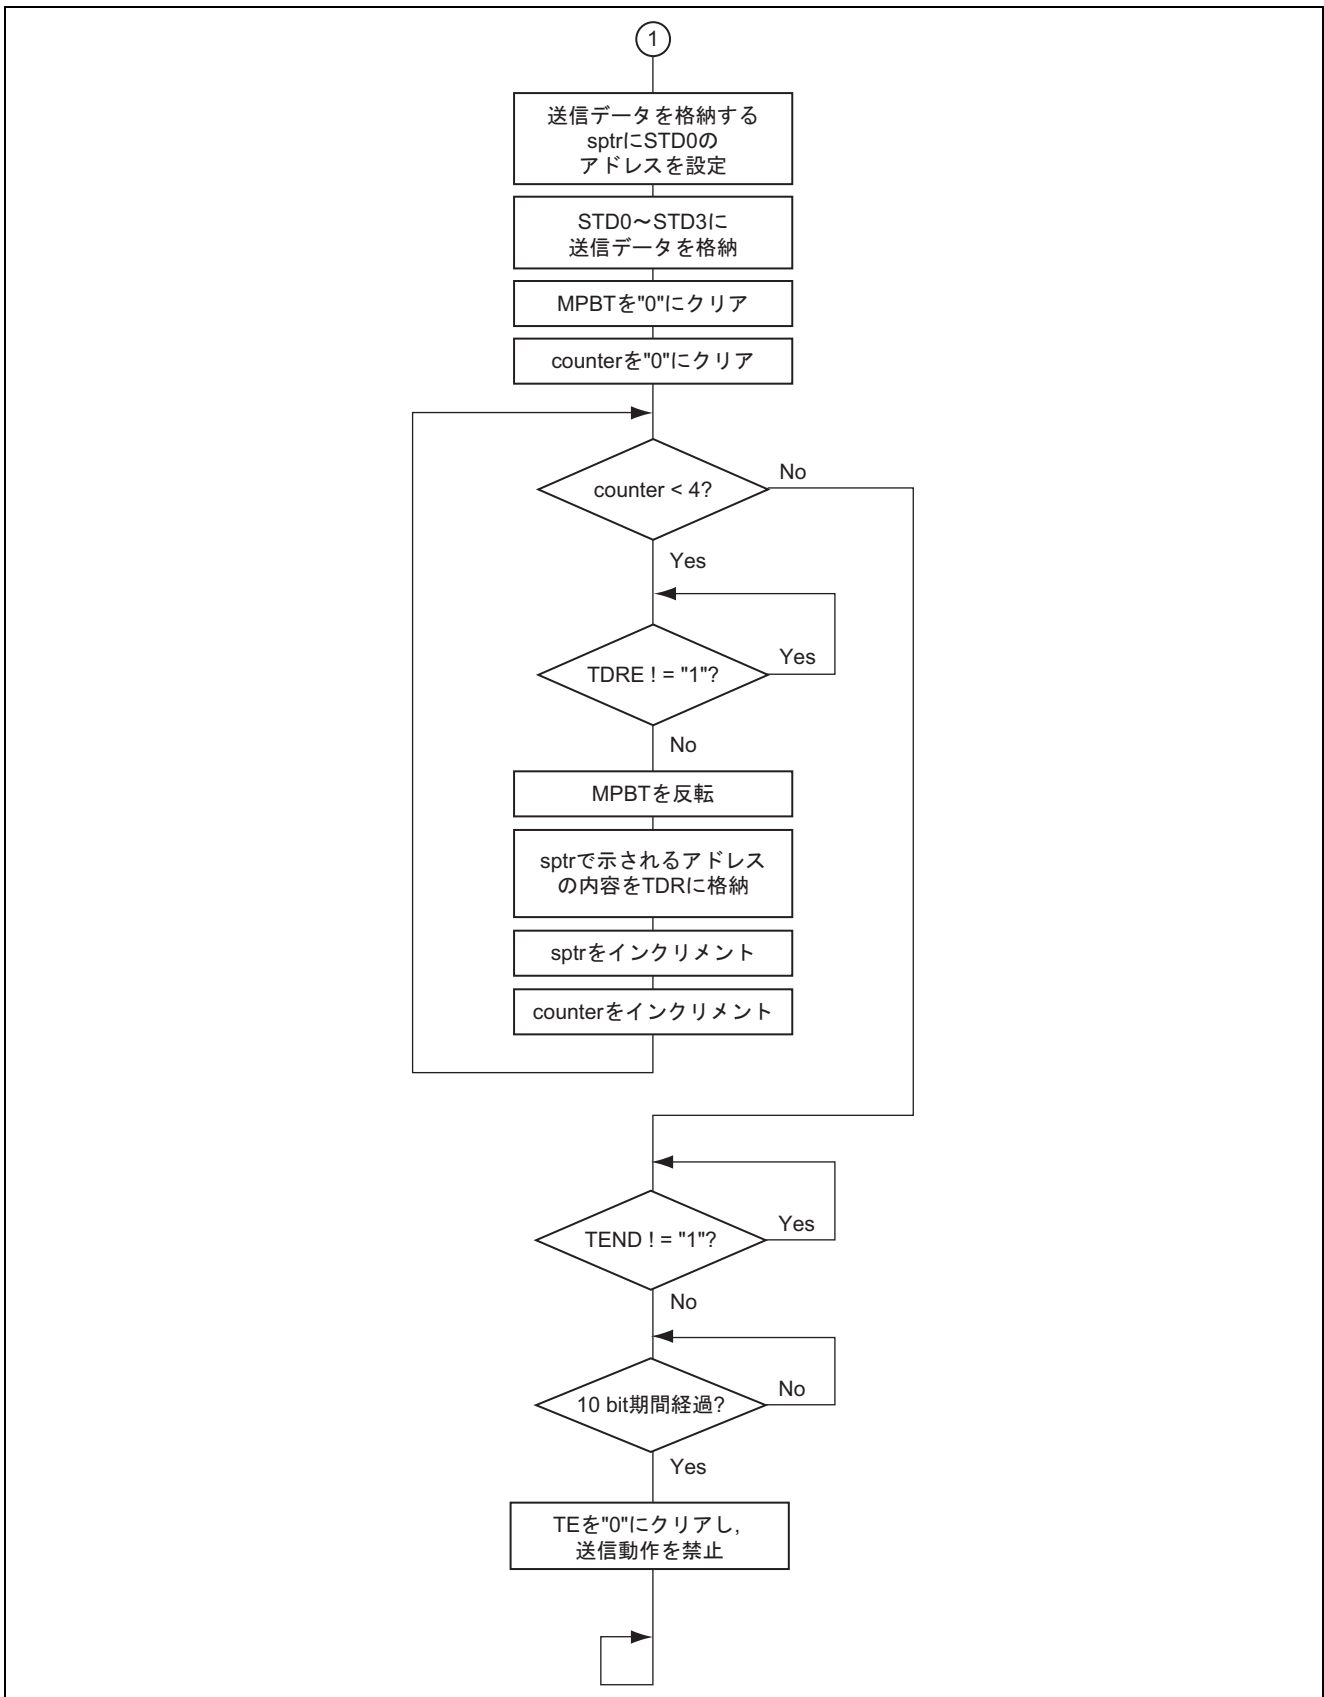 1
送信データを格納する
sptrにSTD0の
アドレスを設定
STD0～STD3に
送信データを格納
MPBTを"0"にクリア
counterを"0"にクリア
counter < 4?
No
Yes
TDRE ! = "1"?
Yes
No
MPBTを反転
sptrで示されるアドレス
の内容をTDRに格納
sptrをインクリメント
counterをインクリメント
TEND ! = "1"?
Yes
No
10 bit期間経過?
No
Yes
TEを"0"にクリアし,
送信動作を禁止